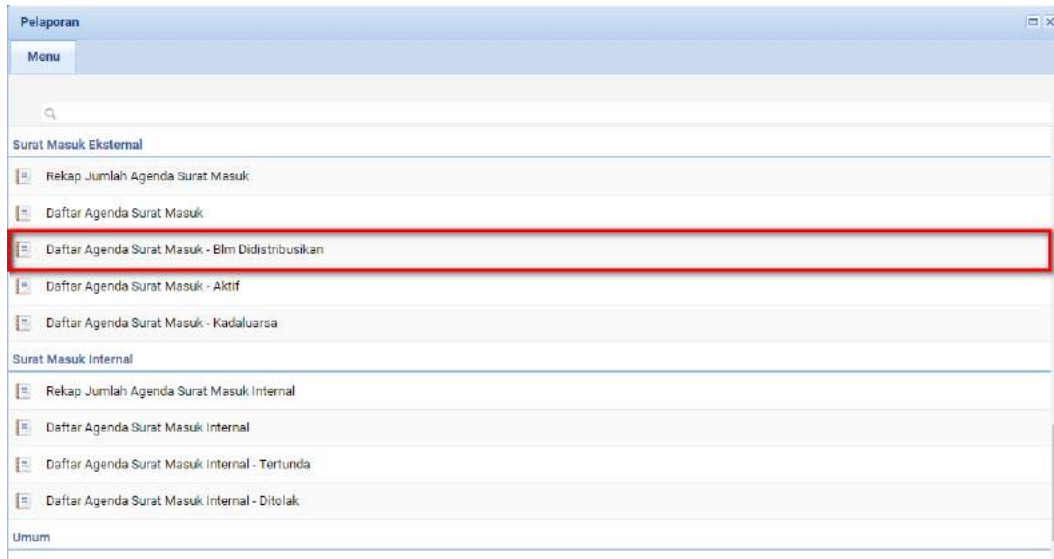 Pelaporan
Menu
Surat Masuk Eksternal
Rekap Jumlah Agenda Surat Masuk
Daftar Agenda Surat Masuk
Daftar Agenda Surat Masuk - Blm Didistribusikan
Daftar Agenda Surat Masuk - Aktif
Daftar Agenda Surat Masuk - Kadaluarsa
Surat Masuk Internal
Rekap Jumlah Agenda Surat Masuk Internal
Daftar Agenda Surat Masuk Internal
Daftar Agenda Surat Masuk Internal - Tertunda
Daftar Agenda Surat Masuk Internal - Ditolak
Umum